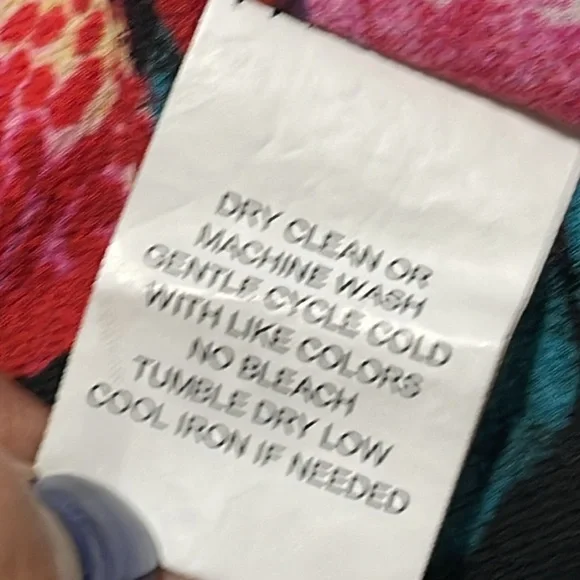 DRY CLEAN OR
MACHINE WASH
GENTLE CYCLE COLD
WITH LIKE COLORS
NO BLEACH
TUMBLE DRY LOW
COOL IRON IF NEEDED